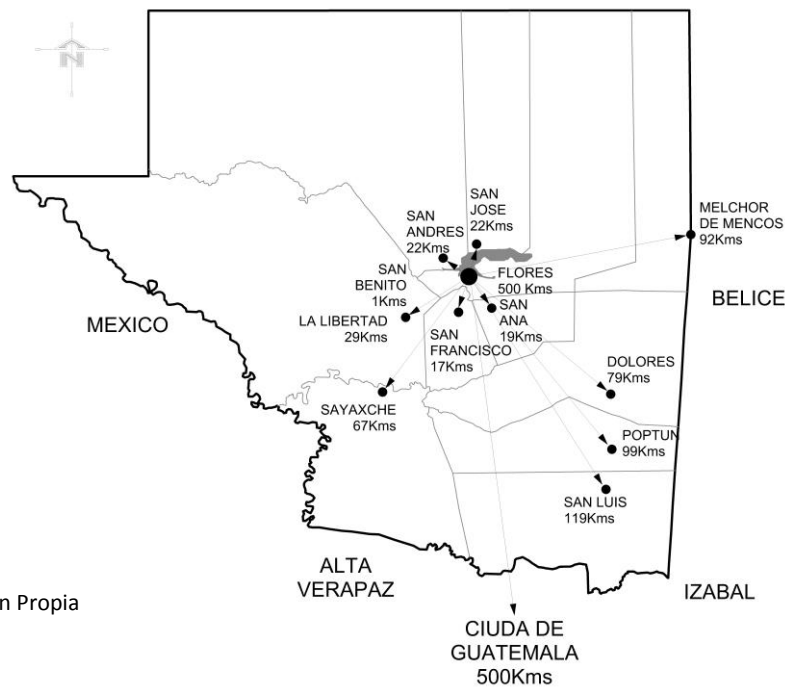 N
SAN
JOSE
22Kms
SAN
ANDRES
22Kms
MELCHOR
DE MENCOS
92Kms
SAN
BENITO
1Kms
FLORES
500 Kms
BELICE
MEXICO
LA LIBERTAD
29Kms
SAN
FRANCISCO
17Kms
SAN
ANA
19Kms
DOLORES
79Kms
SAYAXCHE
67Kms
POPTUN
99Kms
SAN LUIS
119Kms
ALTA
VERAPAZ
IZABAL
n Propia
CIUDA DE
GUATEMALA
500Kms